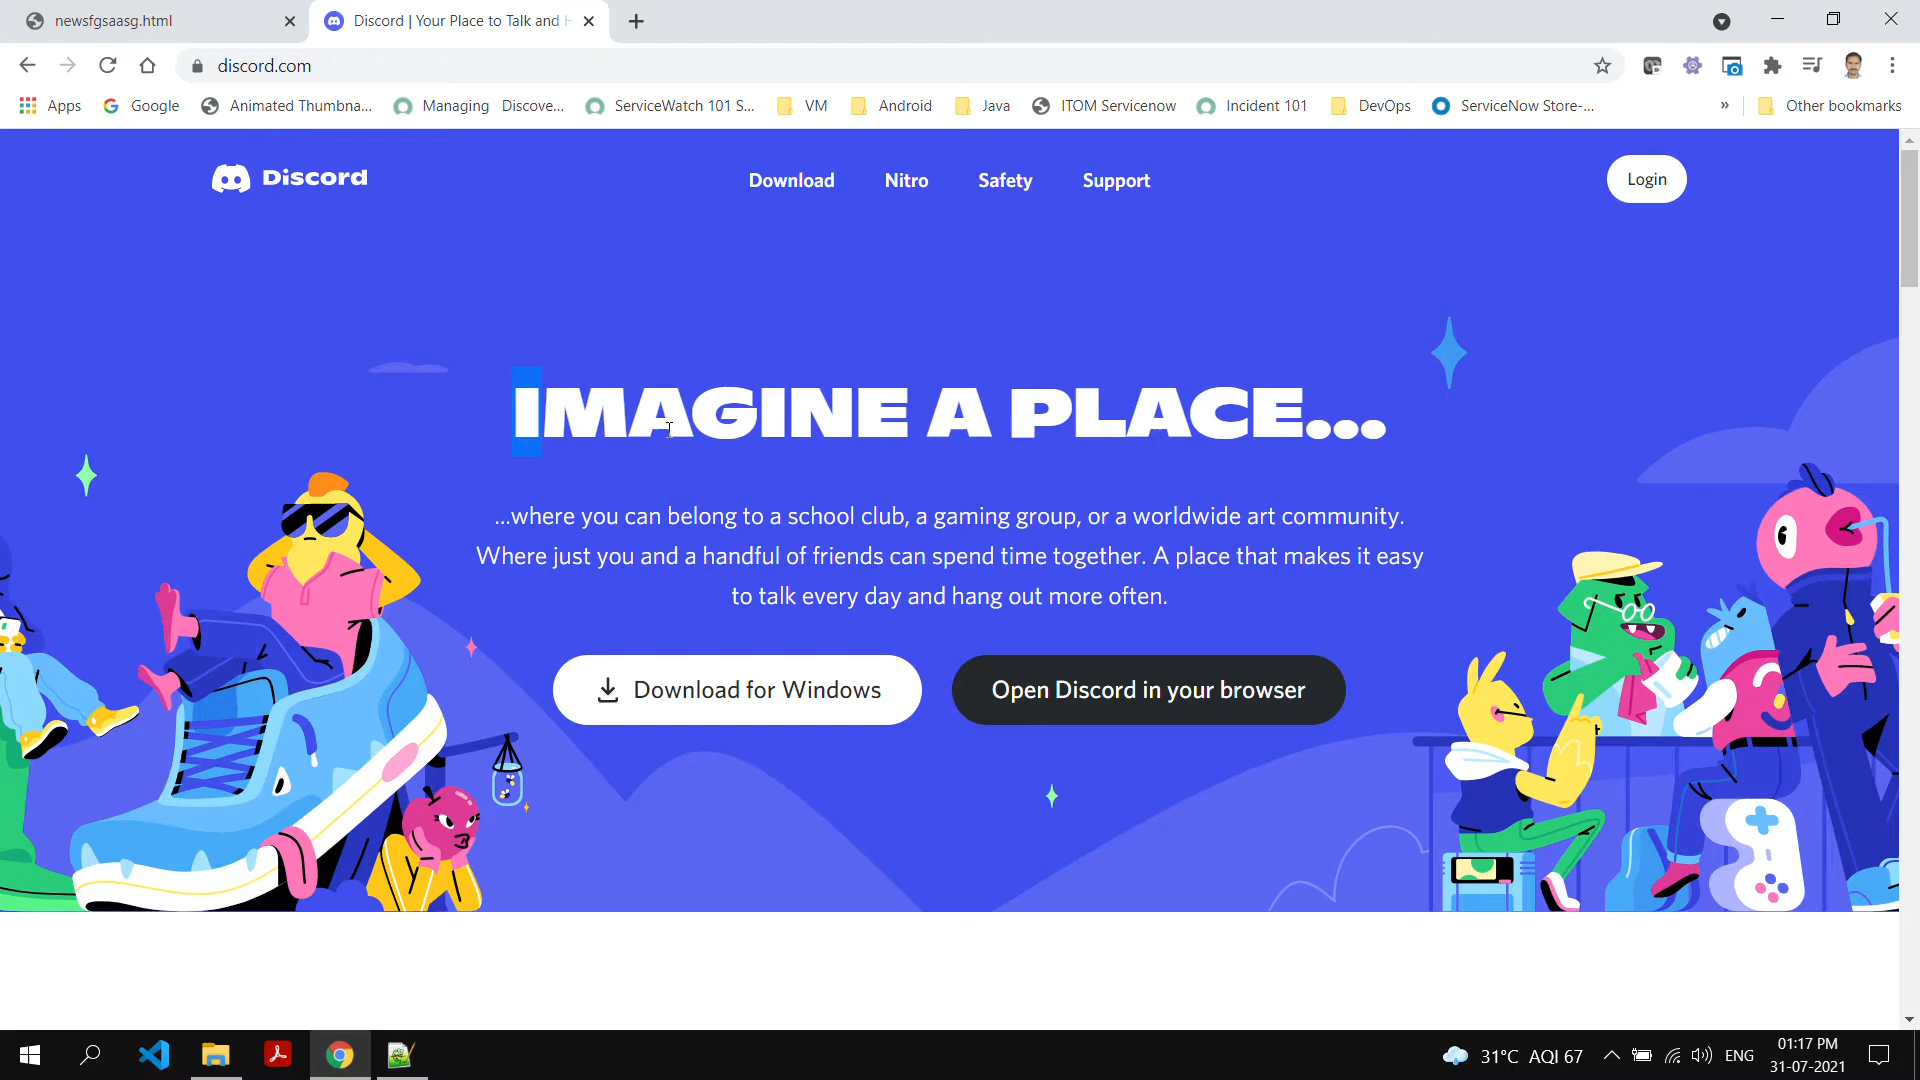 newsfgsaasg.html
Discord | Your Place to Talk and H
discord.com
Apps Google Animated Thumbna... Managing Discove... ServiceWatch 101 S... VM Android Java ITOM Servicenow Incident 101 DevOps ServiceNow Store-... » Other bookmarks
Discord Download Nitro Safety Support Login
IMAGINE A PLACE...
...where you can belong to a school club, a gaming group, or a worldwide art community.
Where just you and a handful of friends can spend time together. A place that makes it easy
to talk every day and hang out more often.
Download for Windows Open Discord in your browser
31°C AQI 67 ENG 01:17 PM
31-07-2021